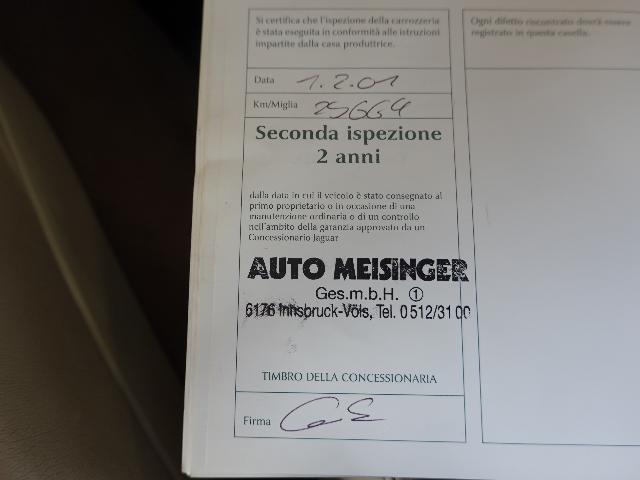 Si certifica che l'ispezione della carrozzeria
è stata eseguita in conformità alle istruzioni
impartite dalla casa produttrice.
Data 1.2.01
Km/Miglia 25664
Seconda ispezione
2 anni
dalla data in cui il veicolo è stato consegnato al
primo proprietario o in occasione di una
manutenzione ordinaria o di un controllo
nell'ambito della garanzia approvato da un
Concessionario Jaguar
AUTO MEISINGER
Ges.m.b.H. ①
6176 Innsbruck-Völs, Tel. 0 512/31 00
TIMBRO DELLA CONCESSIONARIA
Firma
Ogni difetto riscontrato dovrà essere
registrato in questa casella.